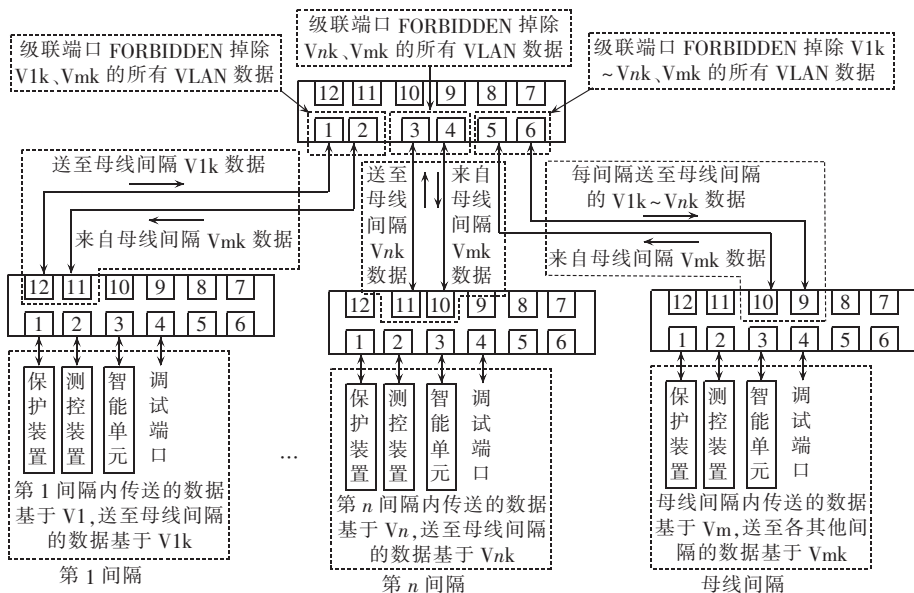 级联端口 FORBIDDEN 掉除
V1k、Vmk 的所有 VLAN 数据
级联端口 FORBIDDEN 掉除
Vnk、Vmk 的所有 VLAN 数据
级联端口 FORBIDDEN 掉除 V1k
~Vnk、Vmk 的所有 VLAN 数据
12 11 10 9 8 7
1 2 3 4 5 6
送至母线间隔 V1k 数据
来自母线间隔 Vmk 数据
送至
母线
间隔
Vnk
数据
来自
母线
间隔
Vmk
数据
每间隔送至母线间隔
的 V1k~Vnk 数据
来自母线间隔 Vmk 数据
12 11 10 9 8 7
1 2 3 4 5 6
保护装置
测控装置
智能单元
调试端口
第 1 间隔内传送的数据
基于 V1,送至母线间隔
的数据基于 V1k
第 1 间隔
…
12 11 10 9 8 7
1 2 3 4 5 6
保护装置
测控装置
智能单元
调试端口
第 n 间隔内传送的数据
基于 Vn,送至母线间隔
的数据基于 Vnk
第 n 间隔
12 11 10 9 8 7
1 2 3 4 5 6
保护装置
测控装置
智能单元
调试端口
母线间隔内传送的数据
基于 Vm,送至各其他间
隔的数据基于 Vmk
母线间隔